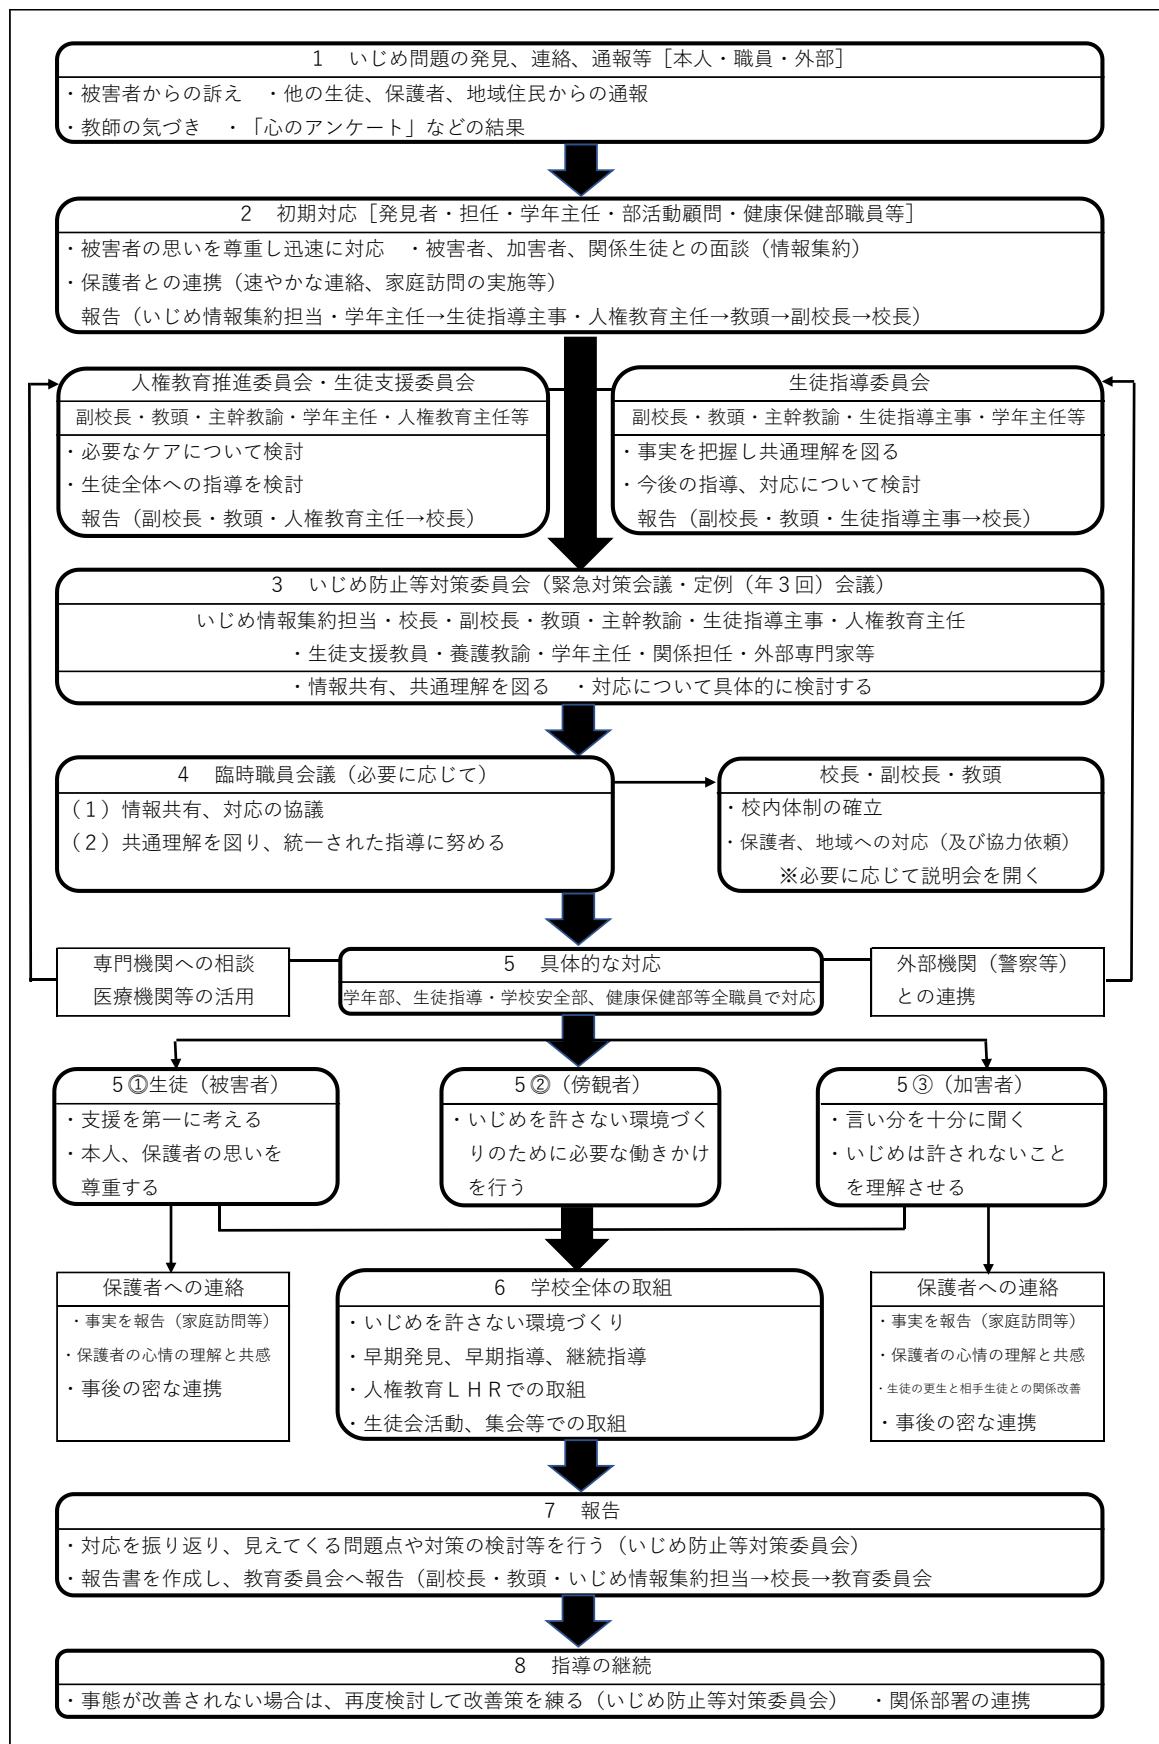 1　いじめ問題の発見、連絡、通報等［本人・職員・外部］
・被害者からの訴え　・他の生徒、保護者、地域住民からの通報
・教師の気づき　・「心のアンケート」などの結果
2　初期対応［発見者・担任・学年主任・部活動顧問・健康保健部職員等］
・被害者の思いを尊重し迅速に対応　・被害者、加害者、関係生徒との面談（情報集約）
・保護者との連携（速やかな連絡、家庭訪問の実施等）
報告（いじめ情報集約担当・学年主任→生徒指導主事・人権教育主任→教頭→副校長→校長）
人権教育推進委員会・生徒支援委員会
副校長・教頭・主幹教諭・学年主任・人権教育主任等
・必要なケアについて検討
・生徒全体への指導を検討
報告（副校長・教頭・人権教育主任→校長）
生徒指導委員会
副校長・教頭・主幹教諭・生徒指導主事・学年主任等
・事実を把握し共通理解を図る
・今後の指導、対応について検討
報告（副校長・教頭・生徒指導主事→校長）
3　いじめ防止等対策委員会（緊急対策会議・定例（年３回）会議）
いじめ情報集約担当・校長・副校長・教頭・主幹教諭・生徒指導主事・人権教育主任
・生徒支援教員・養護教諭・学年主任・関係担任・外部専門家等
・情報共有、共通理解を図る　・対応について具体的に検討する
4　臨時職員会議（必要に応じて）
（１）情報共有、対応の協議
（２）共通理解を図り、統一された指導に努める
校長・副校長・教頭
・校内体制の確立
・保護者、地域への対応（及び協力依頼）
※必要に応じて説明会を開く
専門機関への相談
医療機関等の活用
5　具体的な対応
学年部、生徒指導・学校安全部、健康保健部等全職員で対応
外部機関（警察等）
との連携
5①生徒（被害者）
・支援を第一に考える
・本人、保護者の思いを
尊重する
5②（傍観者）
・いじめを許さない環境づく
りのために必要な働きかけ
を行う
5③（加害者）
・言い分を十分に聞く
・いじめは許されないこと
を理解させる
保護者への連絡
・事実を報告（家庭訪問等）
・保護者の心情の理解と共感
・事後の密な連携
6　学校全体の取組
・いじめを許さない環境づくり
・早期発見、早期指導、継続指導
・人権教育ＬＨＲでの取組
・生徒会活動、集会等での取組
保護者への連絡
・事実を報告（家庭訪問等）
・保護者の心情の理解と共感
・生徒の更生と相手生徒との関係改善
・事後の密な連携
7　報告
・対応を振り返り、見えてくる問題点や対策の検討等を行う（いじめ防止等対策委員会）
・報告書を作成し、教育委員会へ報告（副校長・教頭・いじめ情報集約担当→校長→教育委員会
8　指導の継続
・事態が改善されない場合は、再度検討して改善策を練る（いじめ防止等対策委員会）　・関係部署の連携